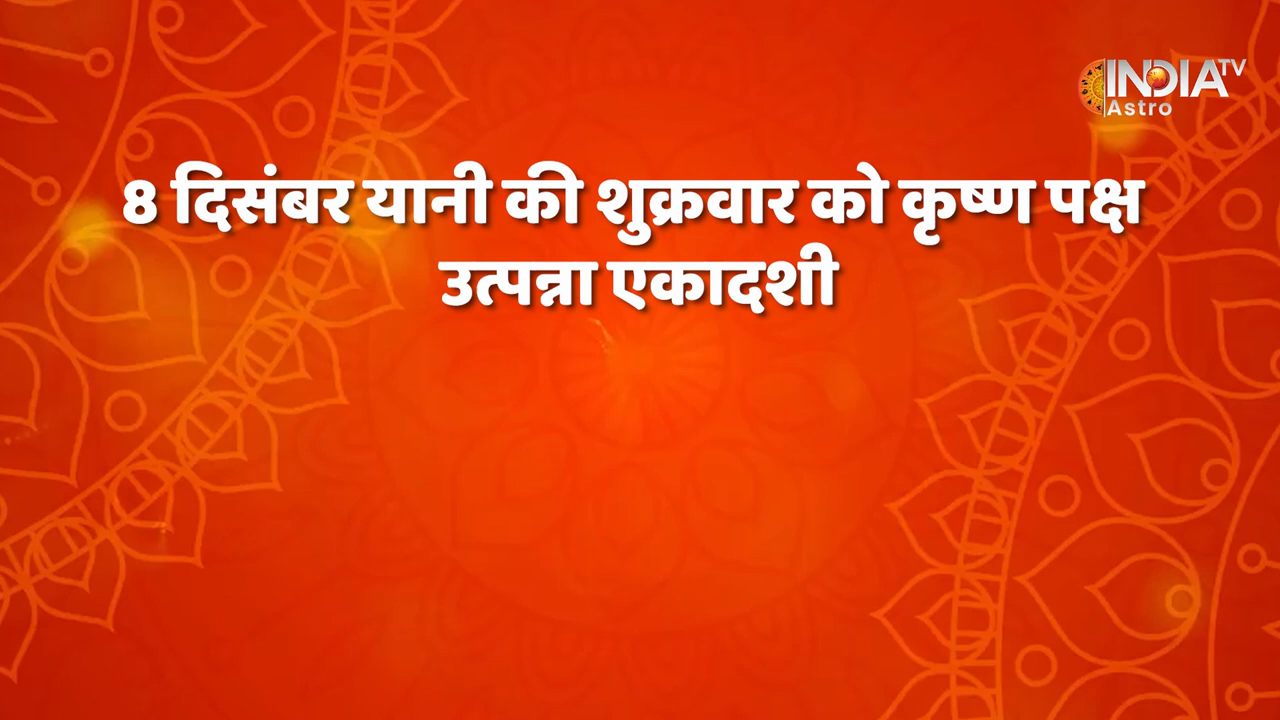 INDIA TV
Astro
8 दिसंबर यानी की शुक्रवार को कृष्ण पक्ष
उत्पन्ना एकादशी